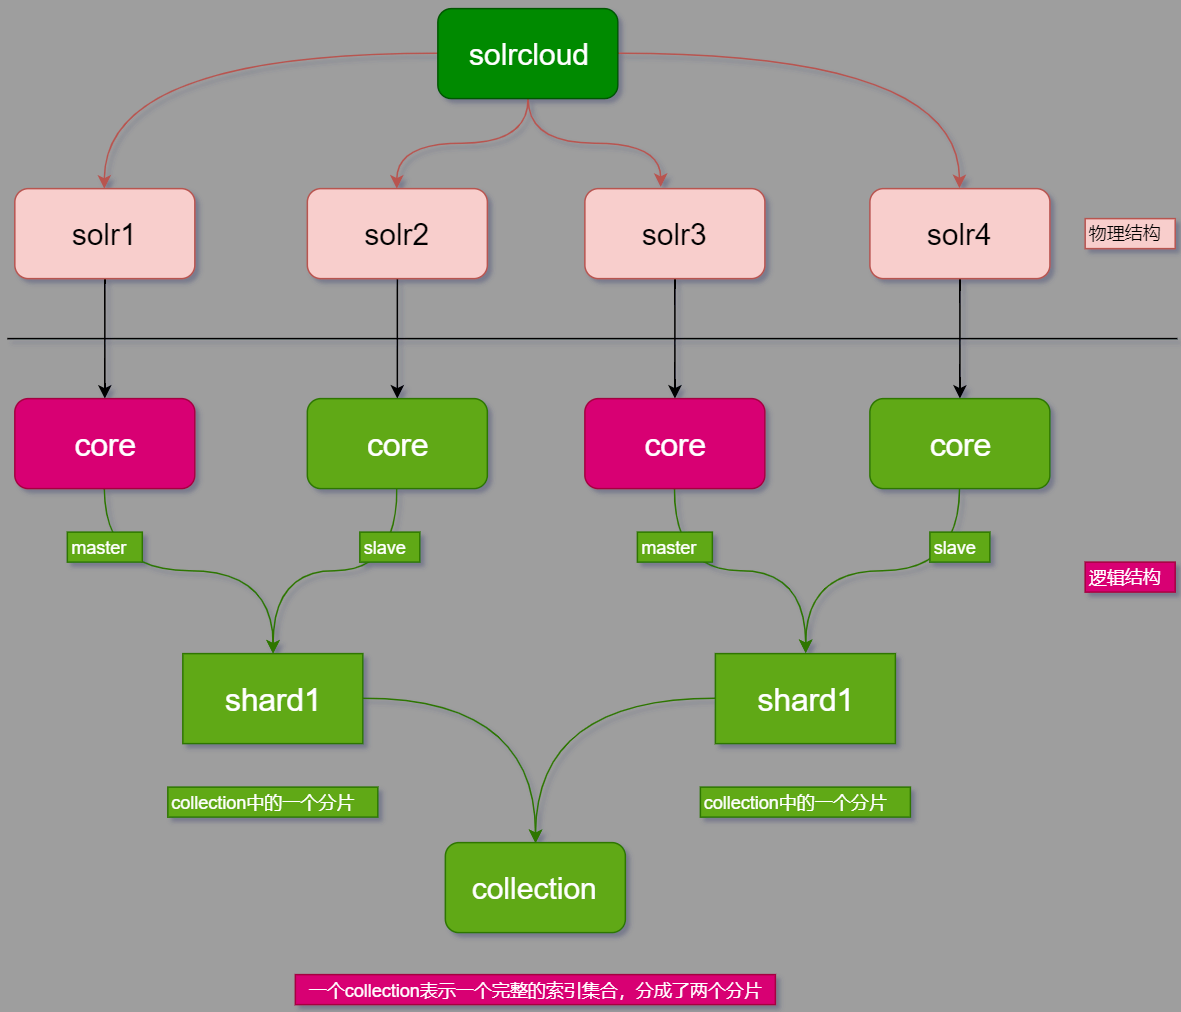 solrcloud
solr1
solr2
solr3
solr4
物理结构
core
core
core
core
master
slave
master
slave
逻辑结构
shard1
shard1
collection中的一个分片
collection中的一个分片
collection
一个collection表示一个完整的索引集合，分成了两个分片